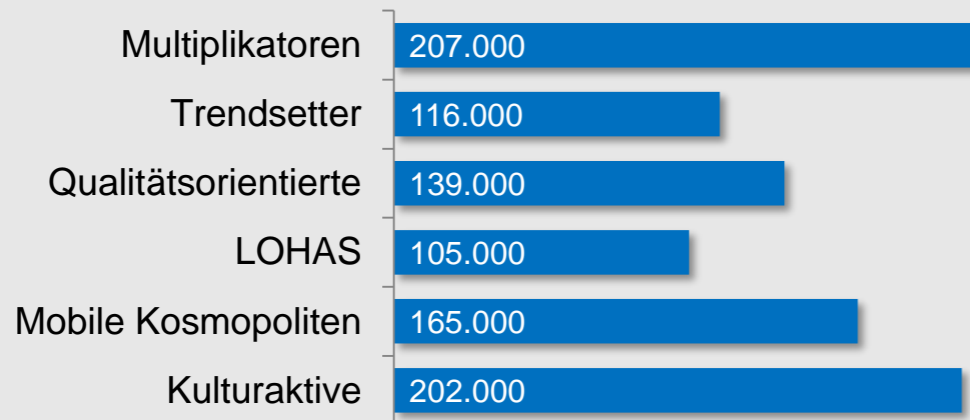 Multiplikatoren 207.000
Trendsetter 116.000
Qualitätsorientierte 139.000
LOHAS 105.000
Mobile Kosmopoliten 165.000
Kulturaktive 202.000